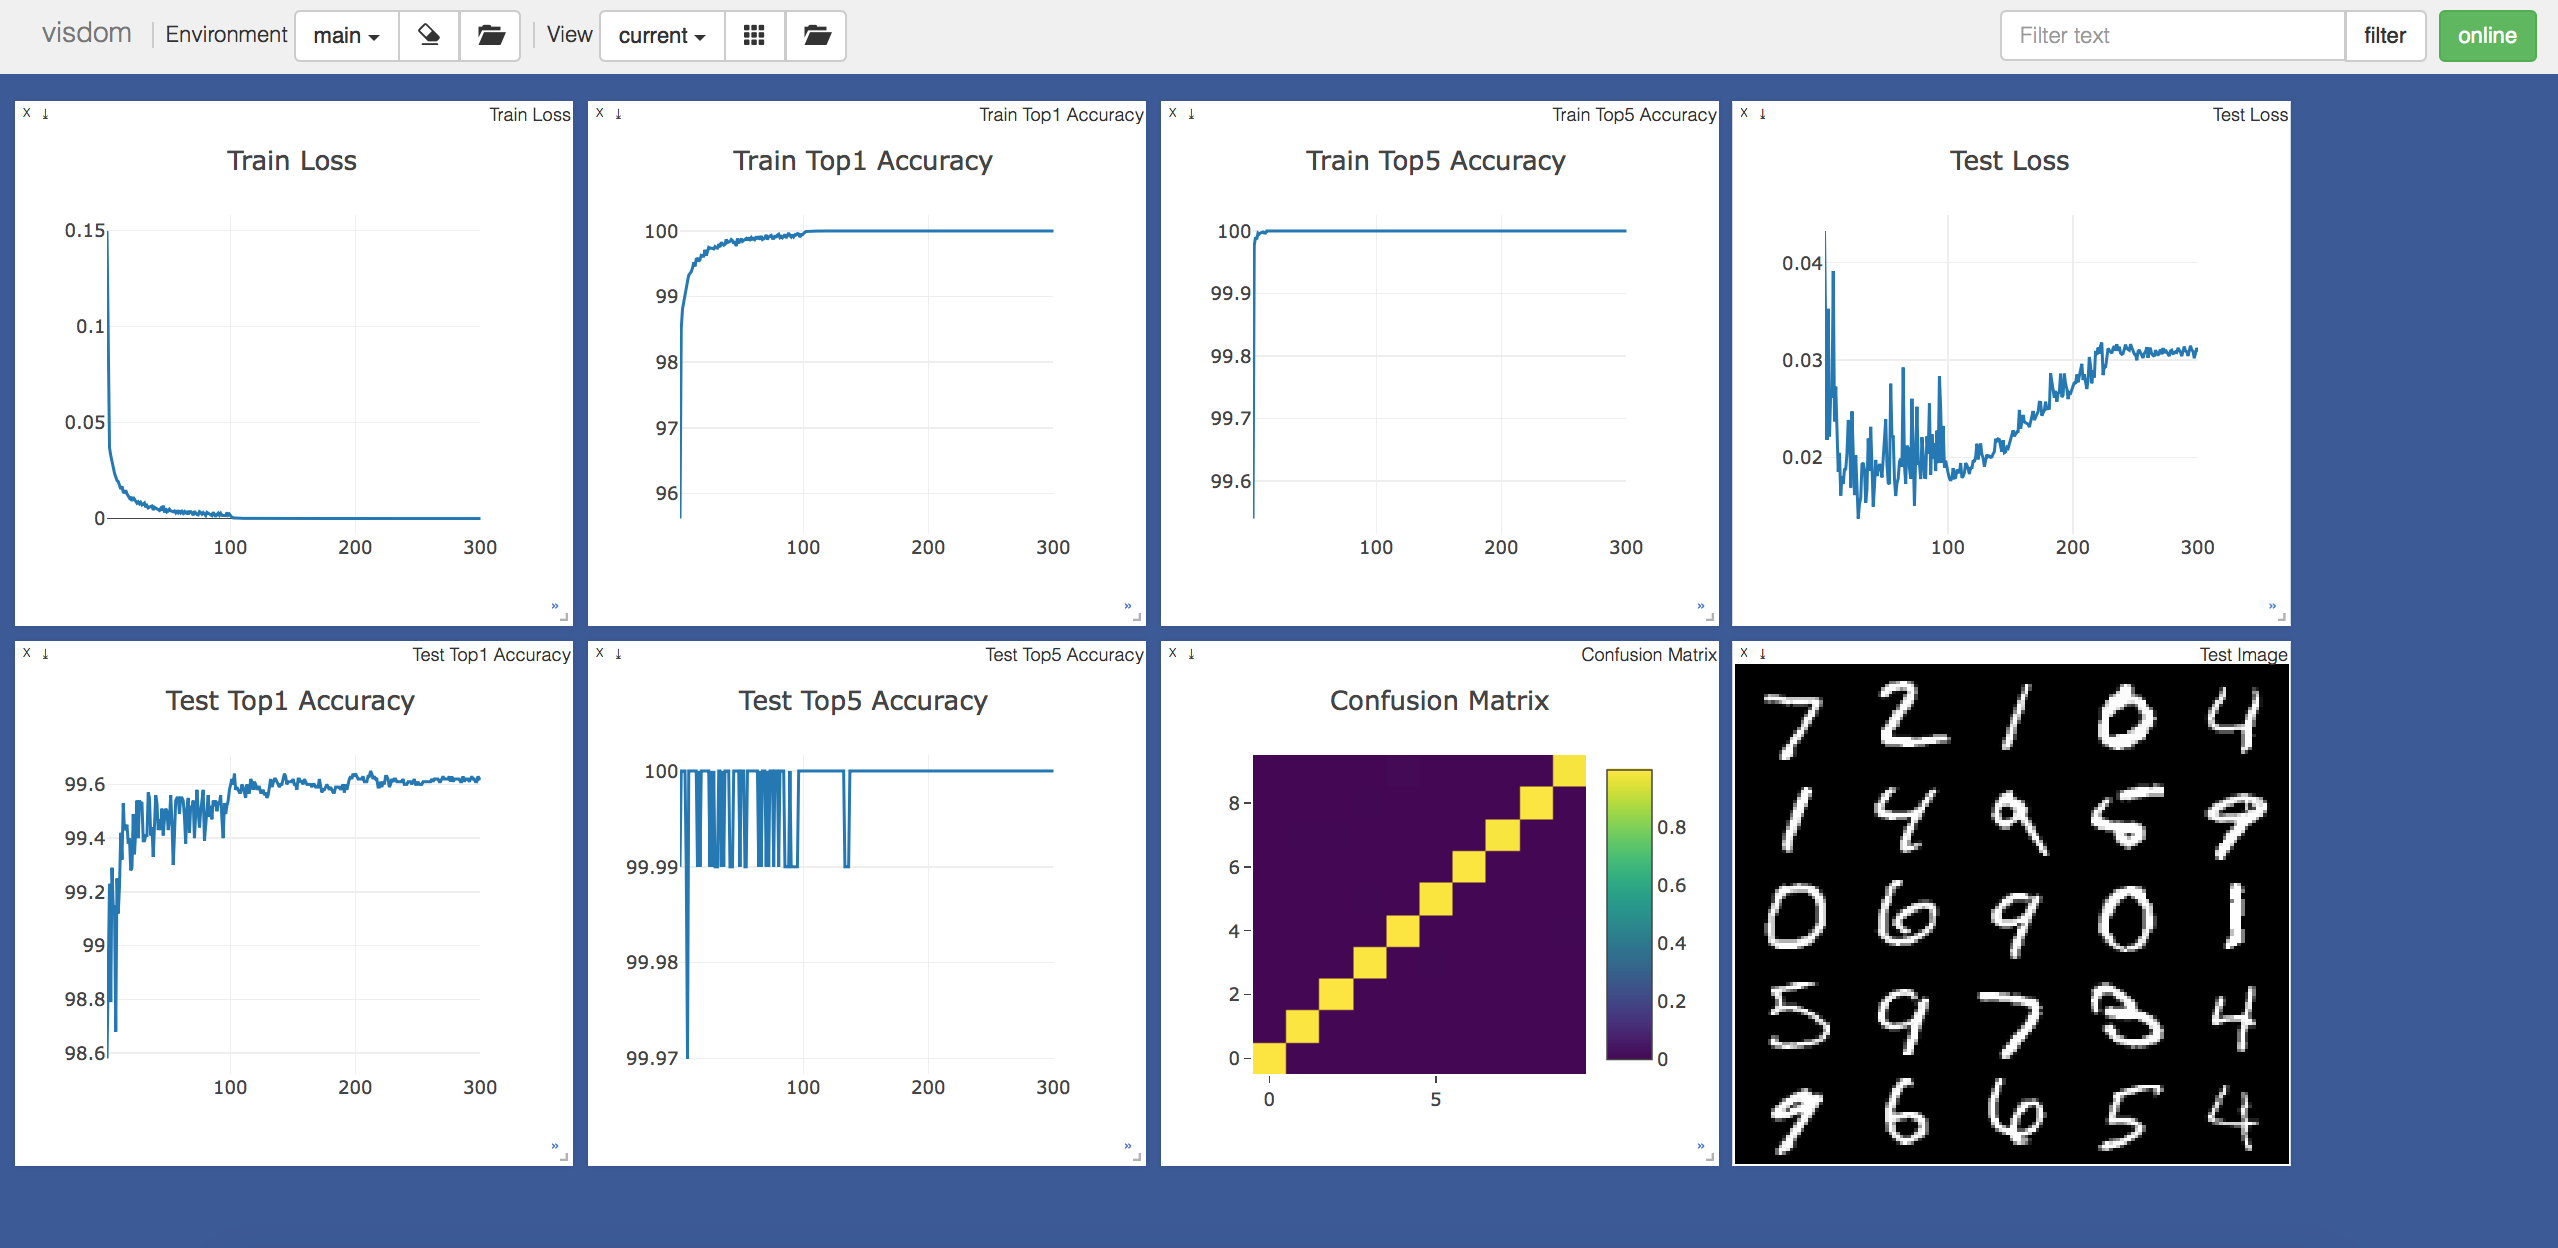 visdom Environment main View current Filter text filter online
X Train Loss
Train Loss
0.15
0.1
0.05
0
100 200 300
»
X Train Top1 Accuracy
Train Top1 Accuracy
100
99
98
97
96
100 200 300
»
X Train Top5 Accuracy
Train Top5 Accuracy
100
99.9
99.8
99.7
99.6
100 200 300
»
X Test Loss
Test Loss
0.04
0.03
0.02
100 200 300
»
X Test Top1 Accuracy
Test Top1 Accuracy
99.6
99.4
99.2
99
98.8
98.6
100 200 300
»
X Test Top5 Accuracy
Test Top5 Accuracy
100
99.99
99.98
99.97
100 200 300
»
X Confusion Matrix
Confusion Matrix
8
6
4
2
0
0 5
0.8
0.6
0.4
0.2
0
»
X Test Image
7 2 1 0 4
1 4 9 5 9
0 6 9 0 1
5 9 7 3 4
9 6 6 5 4